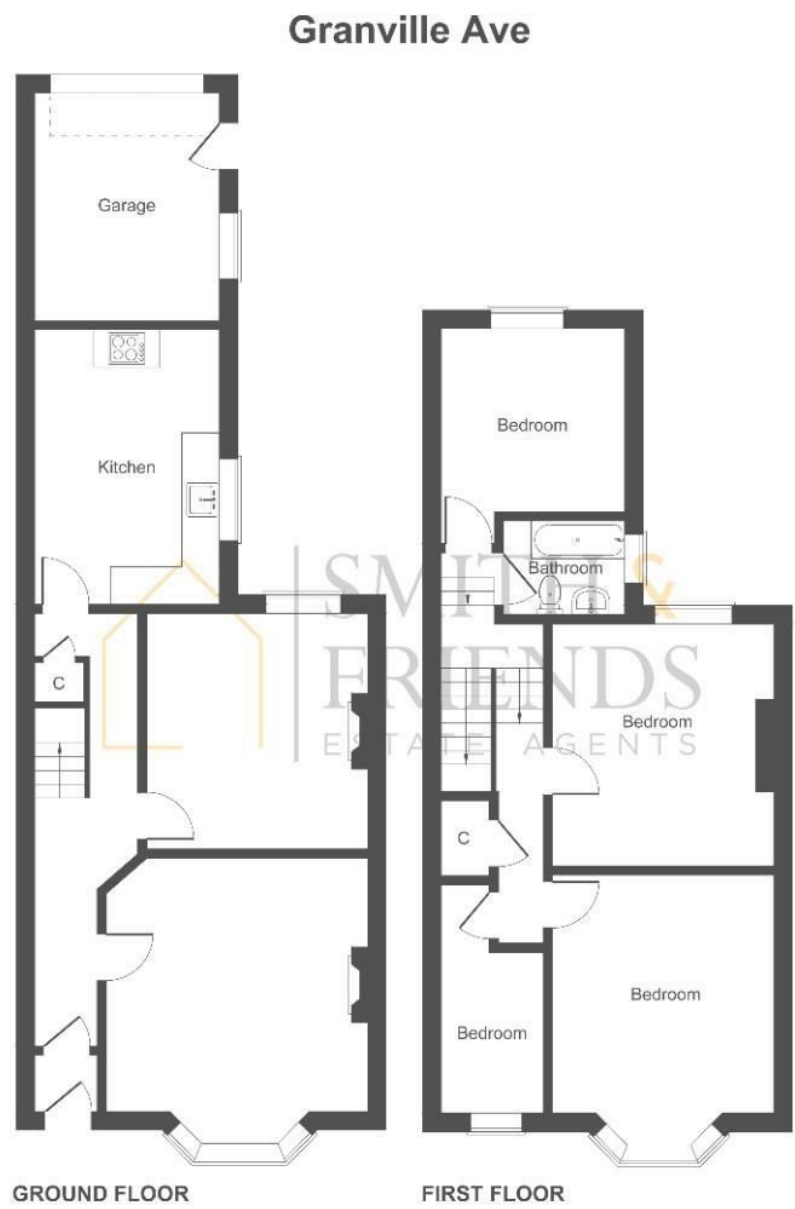 Granville Ave
Garage
Kitchen
C
Bedroom
Bathroom
Bedroom
C
Bedroom
Bedroom
SMITH &
FRIENDS
ESTATE AGENTS
GROUND FLOOR
FIRST FLOOR